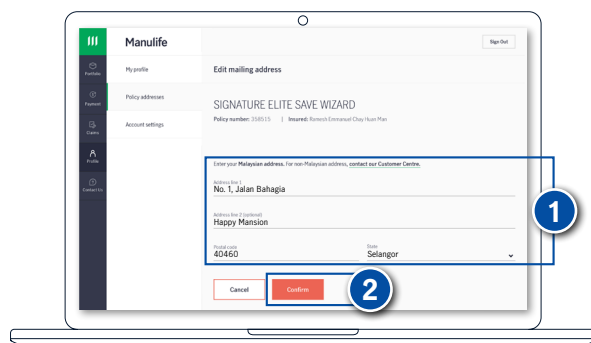 Manulife
Sign Out
Portfolio
My profile
Edit mailing address
Payment
Policy addresses
SIGNATURE ELITE SAVE WIZARD
Policy number: 358515 | Insured: Ramesh Emmanuel Chay Huan Man
Claims
Account settings
Profile
Contact Us
Enter your Malaysian address. For non-Malaysian address, contact our Customer Centre.
Address line 1
No. 1, Jalan Bahagia
1
Address line 2 (optional)
Happy Mansion
Postal code
State
40460
Selangor
Cancel
Confirm
2